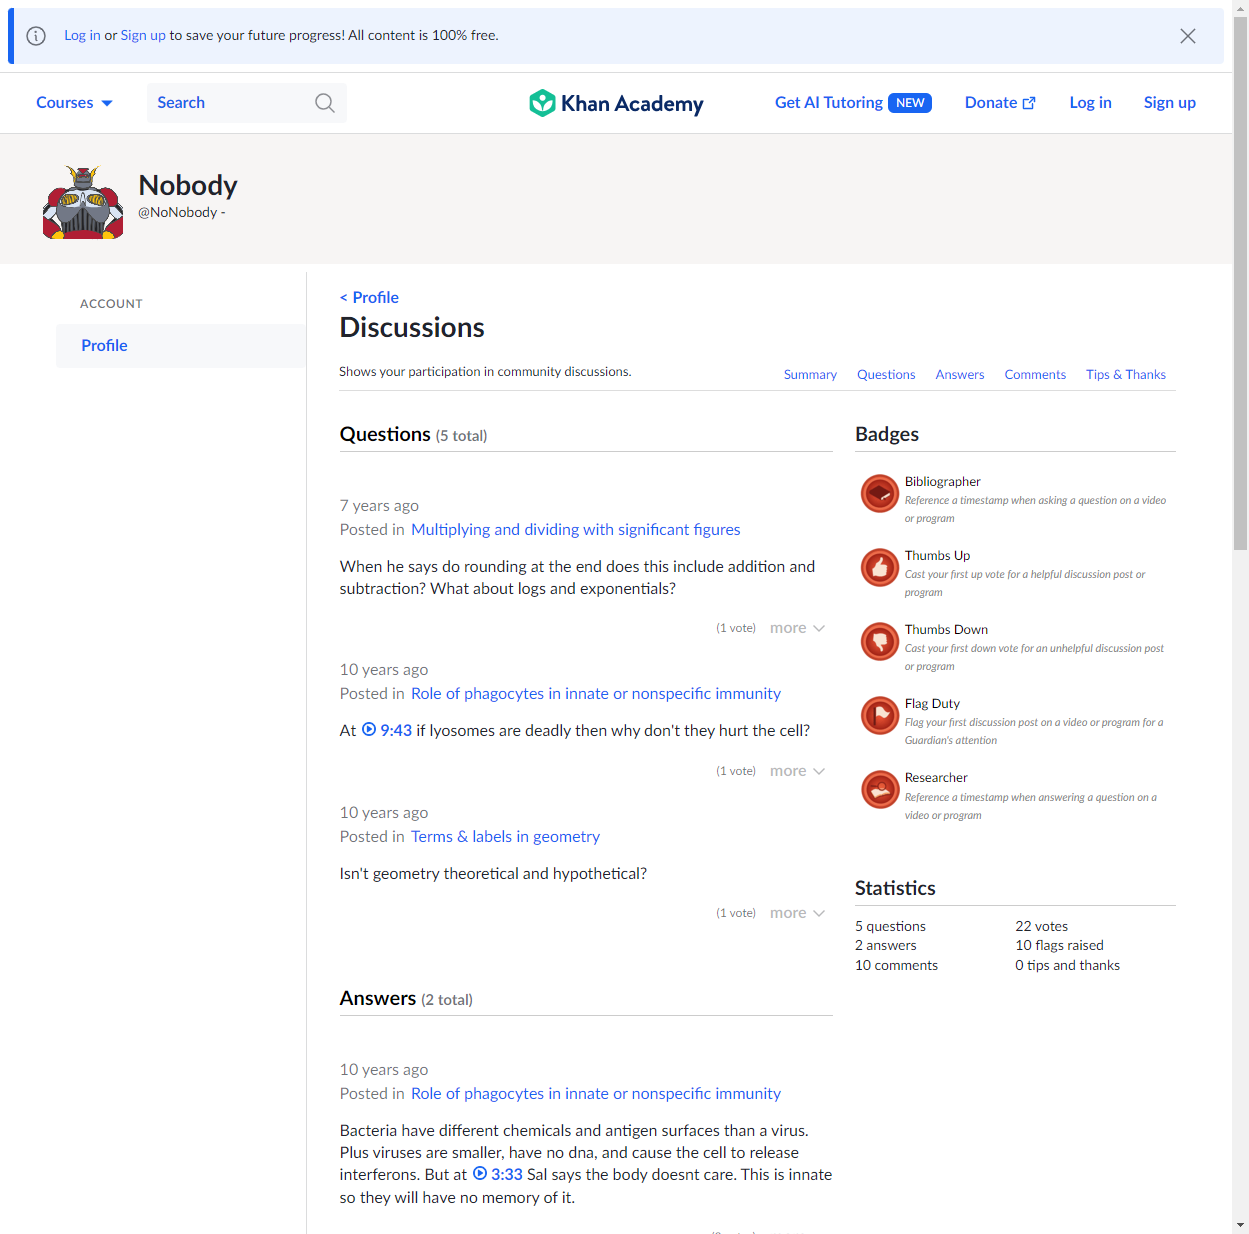 Log in or Sign up to save your future progress! All content is 100% free.
Courses
Search
Khan Academy
Get AI Tutoring NEW
Donate
Log in
Sign up
Nobody
@NoNobody -
ACCOUNT
Profile
< Profile
Discussions
Shows your participation in community discussions.
Summary
Questions
Answers
Comments
Tips & Thanks
Questions (5 total)
7 years ago
Posted in Multiplying and dividing with significant figures
When he says do rounding at the end does this include addition and
subtraction? What about logs and exponentials?
(1 vote) more
10 years ago
Posted in Role of phagocytes in innate or nonspecific immunity
At 9:43 if lyosomes are deadly then why don't they hurt the cell?
(1 vote) more
10 years ago
Posted in Terms & labels in geometry
Isn't geometry theoretical and hypothetical?
(1 vote) more
Answers (2 total)
10 years ago
Posted in Role of phagocytes in innate or nonspecific immunity
Bacteria have different chemicals and antigen surfaces than a virus.
Plus viruses are smaller, have no dna, and cause the cell to release
interferons. But at 3:33 Sal says the body doesnt care. This is innate
so they will have no memory of it.
Badges
Bibliographer
Reference a timestamp when asking a question on a video
or program
Thumbs Up
Cast your first up vote for a helpful discussion post or
program
Thumbs Down
Cast your first down vote for an unhelpful discussion post
or program
Flag Duty
Flag your first discussion post on a video or program for a
Guardian's attention
Researcher
Reference a timestamp when answering a question on a
video or program
Statistics
5 questions
2 answers
10 comments
22 votes
10 flags raised
0 tips and thanks